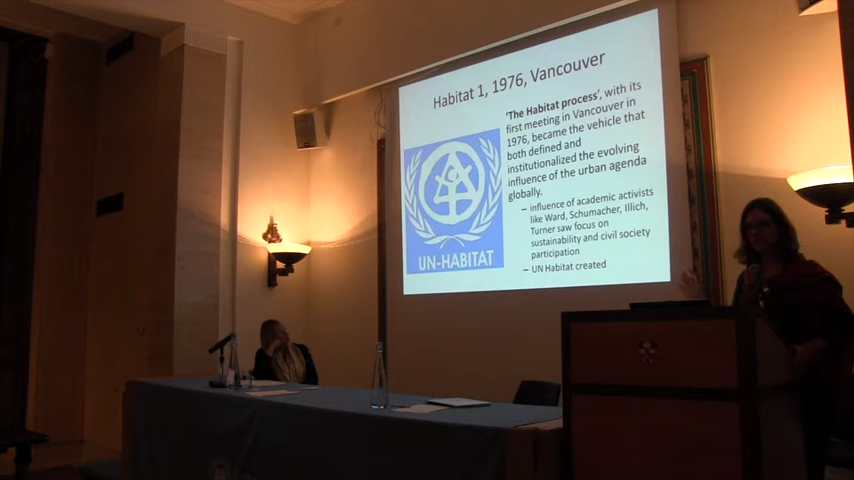 Habitat 1, 1976, Vancouver
'The Habitat process', with its
first meeting in Vancouver in
1976, became the vehicle that
both defined and
institutionalized the evolving
influence of the urban agenda
globally.
– influence of academic activists
like Ward, Schumacher, Illich,
Turner saw focus on
sustainability and civil society
participation
– UN Habitat created
UN-HABITAT